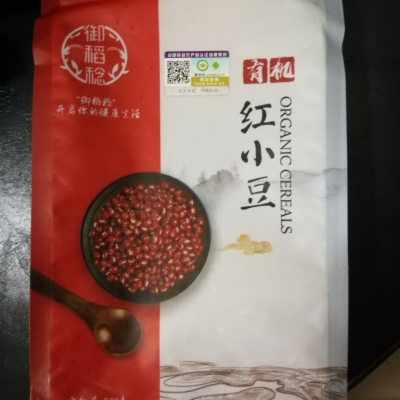 御稻稔
"御稻稔"
开启你的健康生活
有机
红小豆
ORGANIC CEREALS